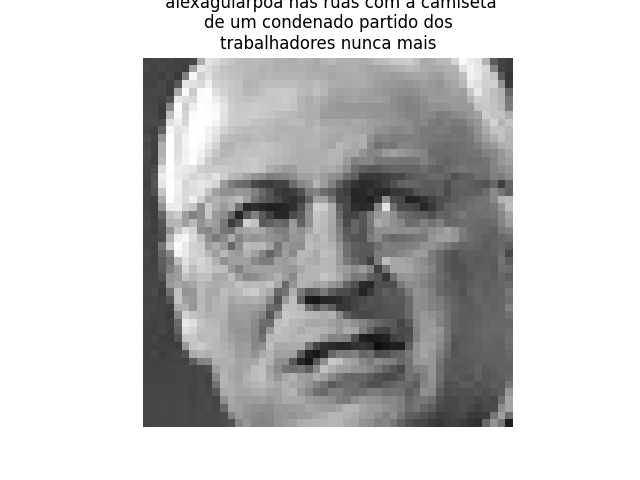 alexaguiarpoa nas ruas com a camiseta
de um condenado partido dos
trabalhadores nunca mais